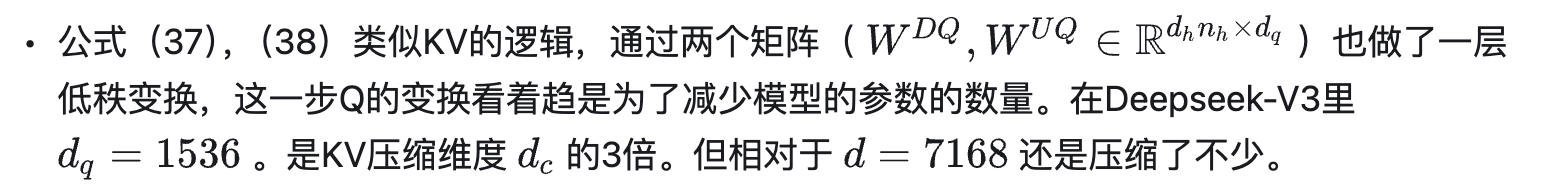 • 公式（37），（38）类似KV的逻辑，通过两个矩阵（ $W^{DQ}, W^{UQ} \in \mathbb{R}^{d_h n_h \times d_q}$ ）也做了一层
低秩变换，这一步Q的变换看着趋是为了减少模型的参数的数量。在Deepseek-V3里
$d_q = 1536$ 。是KV压缩维度 $d_c$ 的3倍。但相对于 $d = 7168$ 还是压缩了不少。